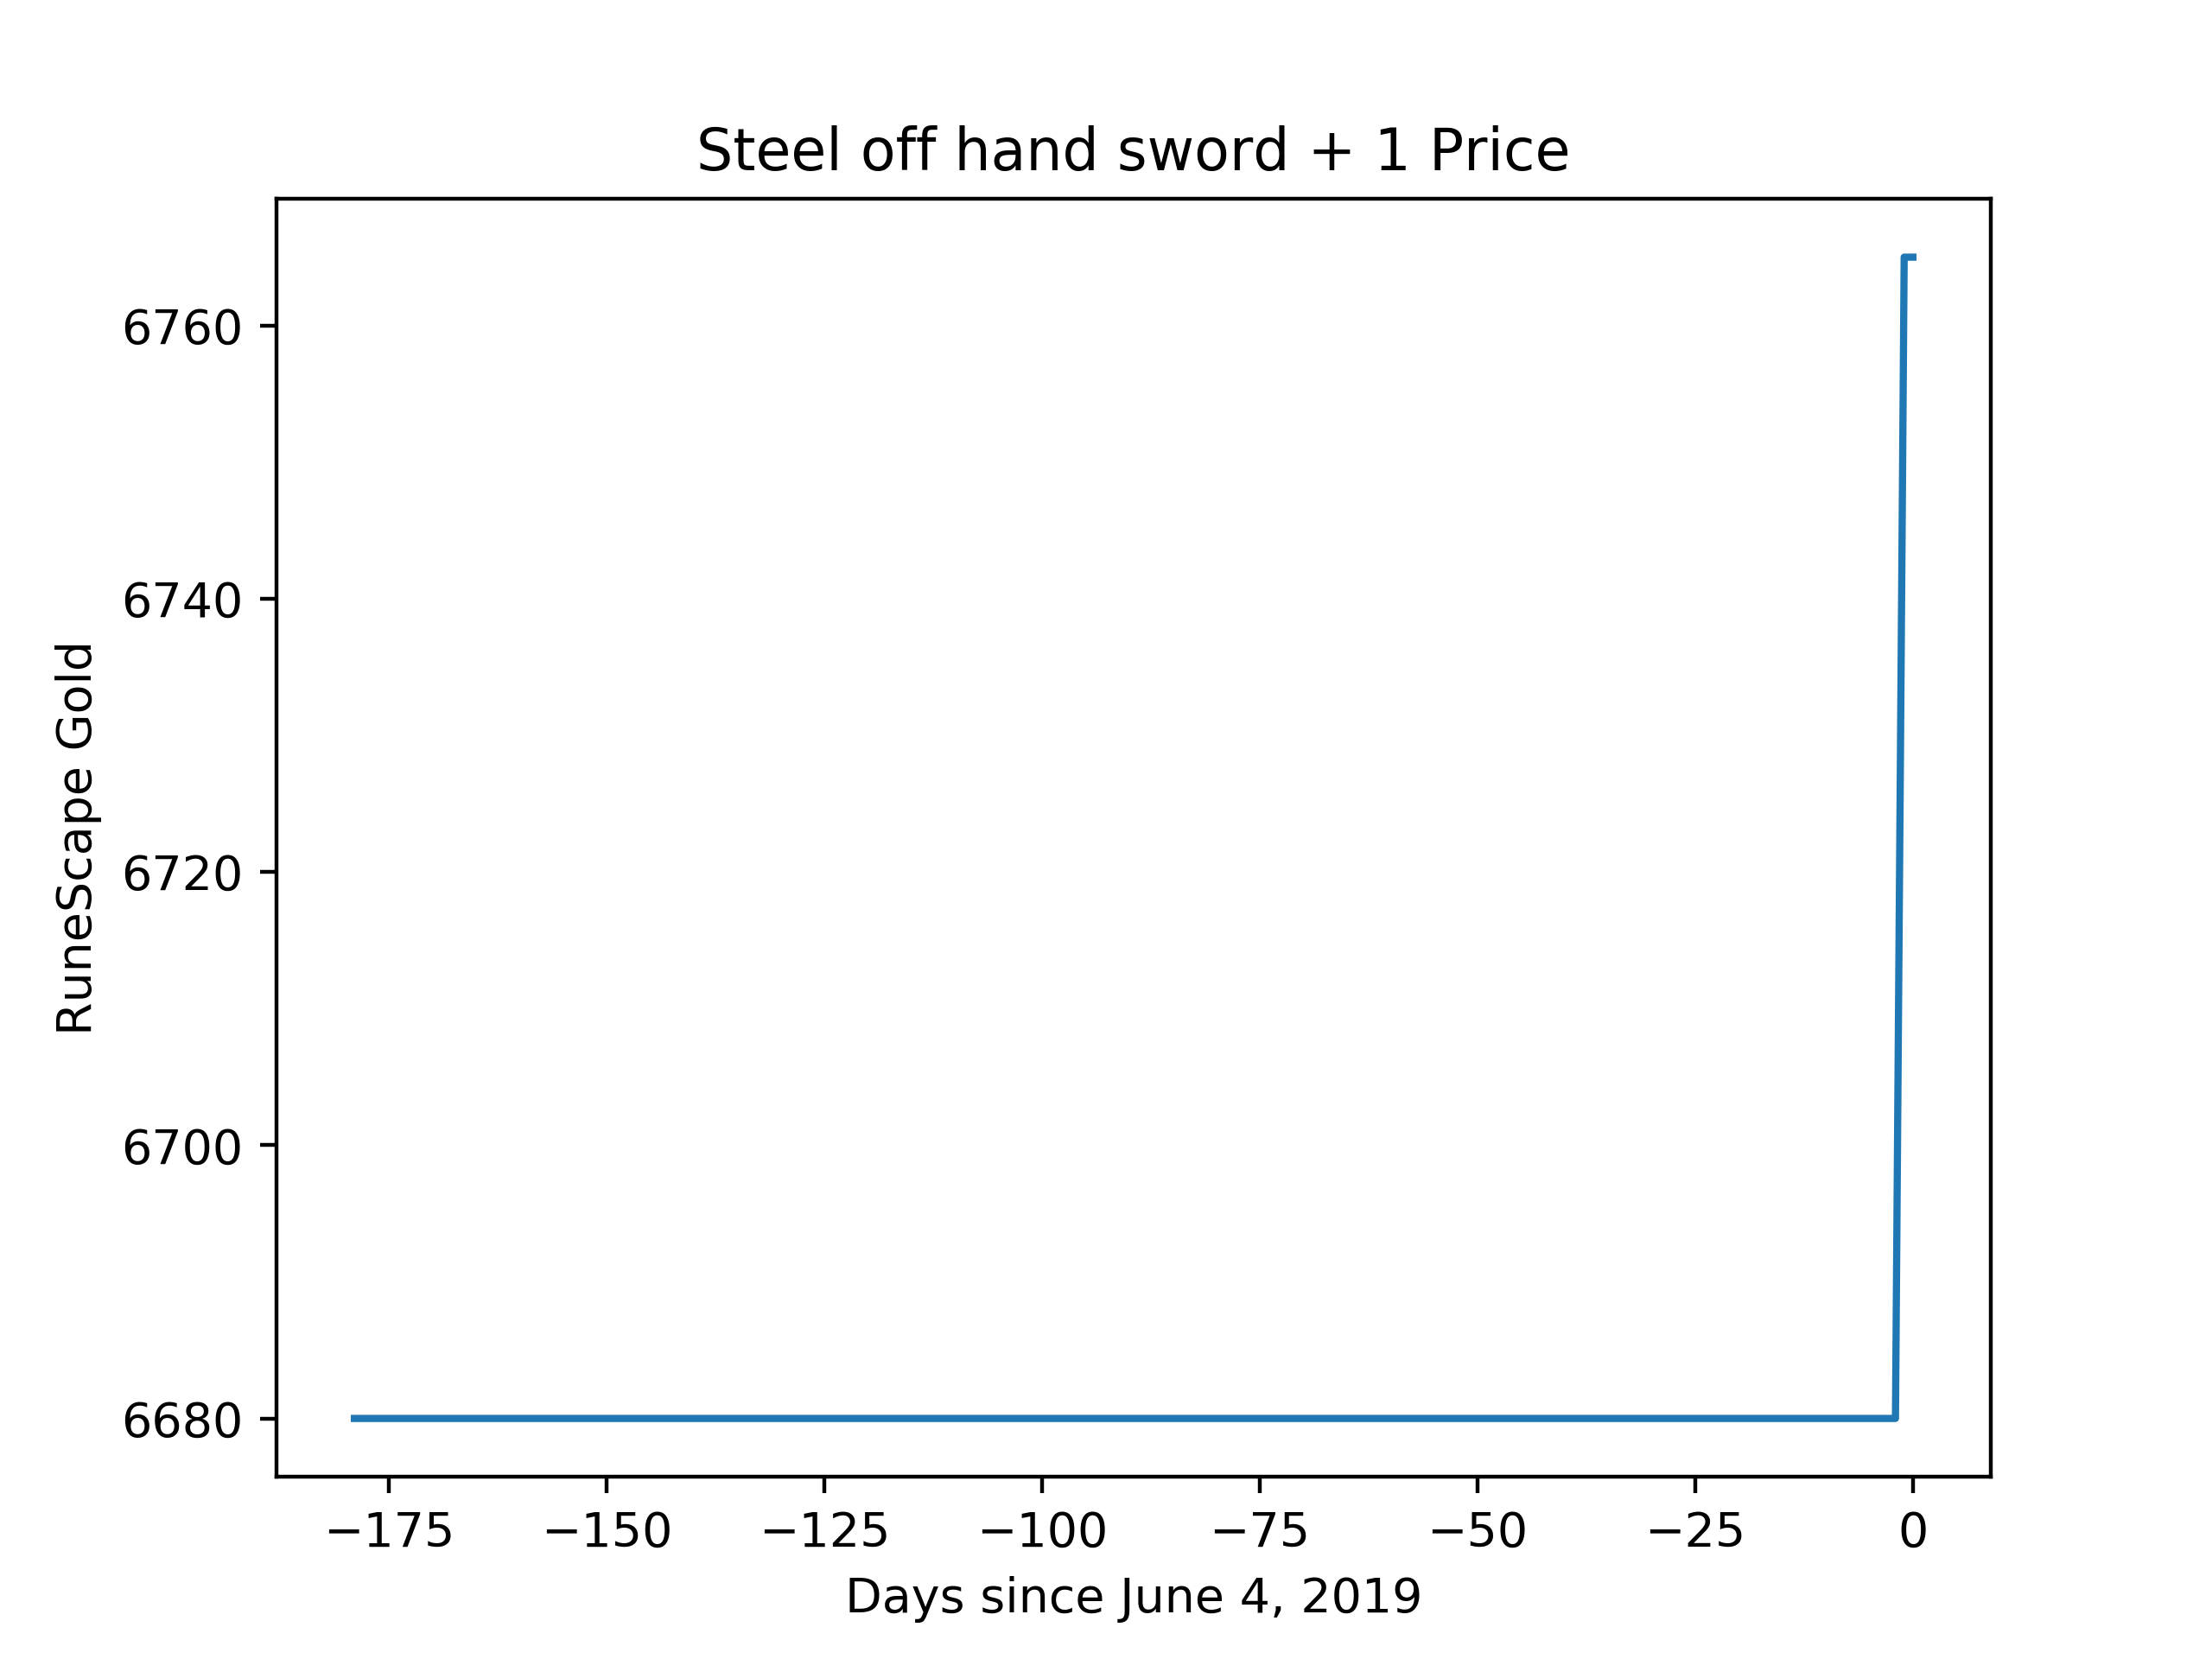 Steel off hand sword + 1 Price
RuneScape Gold
6760
6740
6720
6700
6680
−175 −150 −125 −100 −75 −50 −25 0
Days since June 4, 2019